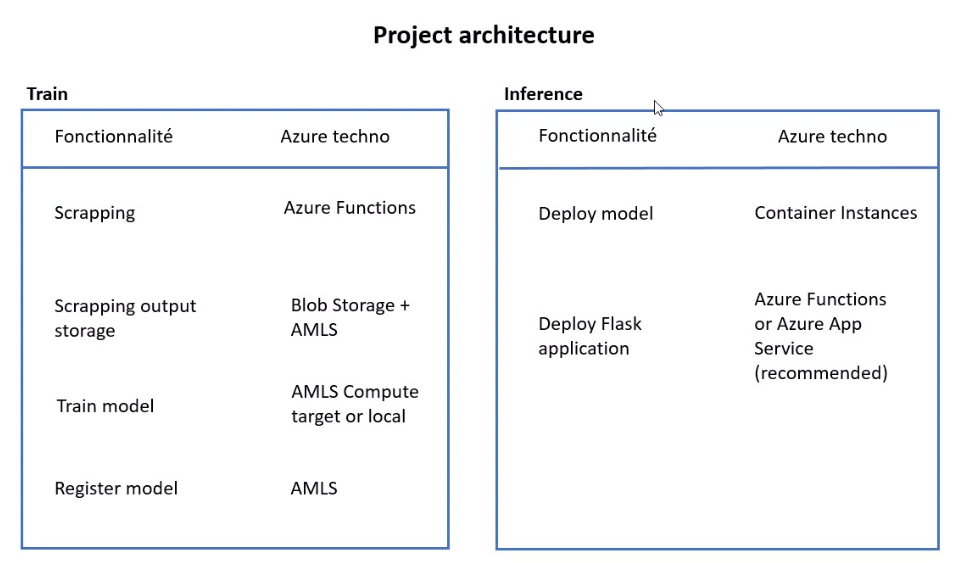 Project architecture
Train
Fonctionnalité Azure techno
Scrapping Azure Functions
Scrapping output
storage
Blob Storage +
AMLS
Train model
AMLS Compute
target or local
Register model AMLS
Inference
Fonctionnalité Azure techno
Deploy model Container Instances
Deploy Flask
application
Azure Functions
or Azure App
Service
(recommended)